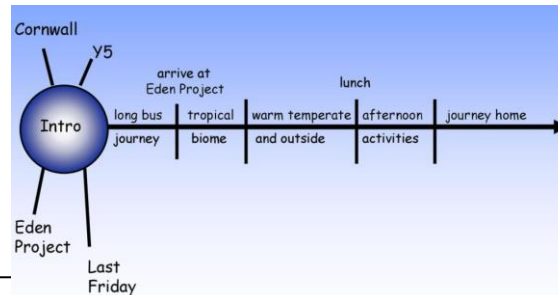 Cornwall
Y5
Intro
Eden
Project
Last
Friday
arrive at
Eden Project
lunch
long bus
journey
tropical
biome
warm temperate
and outside
afternoon
activities
journey home